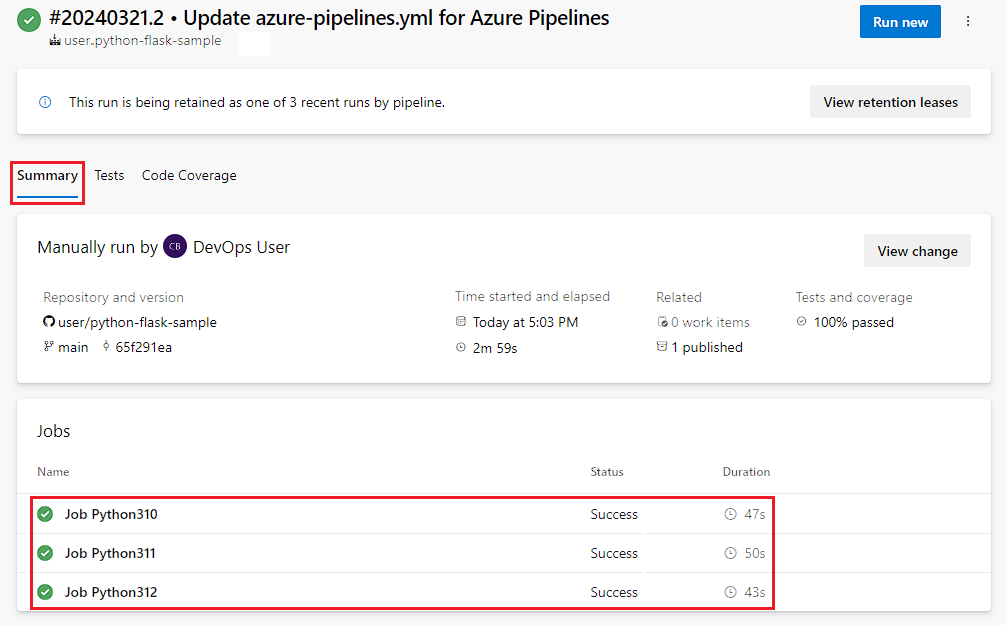 #20240321.2 • Update azure-pipelines.yml for Azure Pipelines
Run new
user.python-flask-sample
This run is being retained as one of 3 recent runs by pipeline.
View retention leases
Summary Tests Code Coverage
Manually run by CB DevOps User
View change
Repository and version Time started and elapsed Related Tests and coverage
user/python-flask-sample Today at 5:03 PM 0 work items 100% passed
main 65f291ea 2m 59s 1 published
Jobs
Name Status Duration
Job Python310 Success 47s
Job Python311 Success 50s
Job Python312 Success 43s